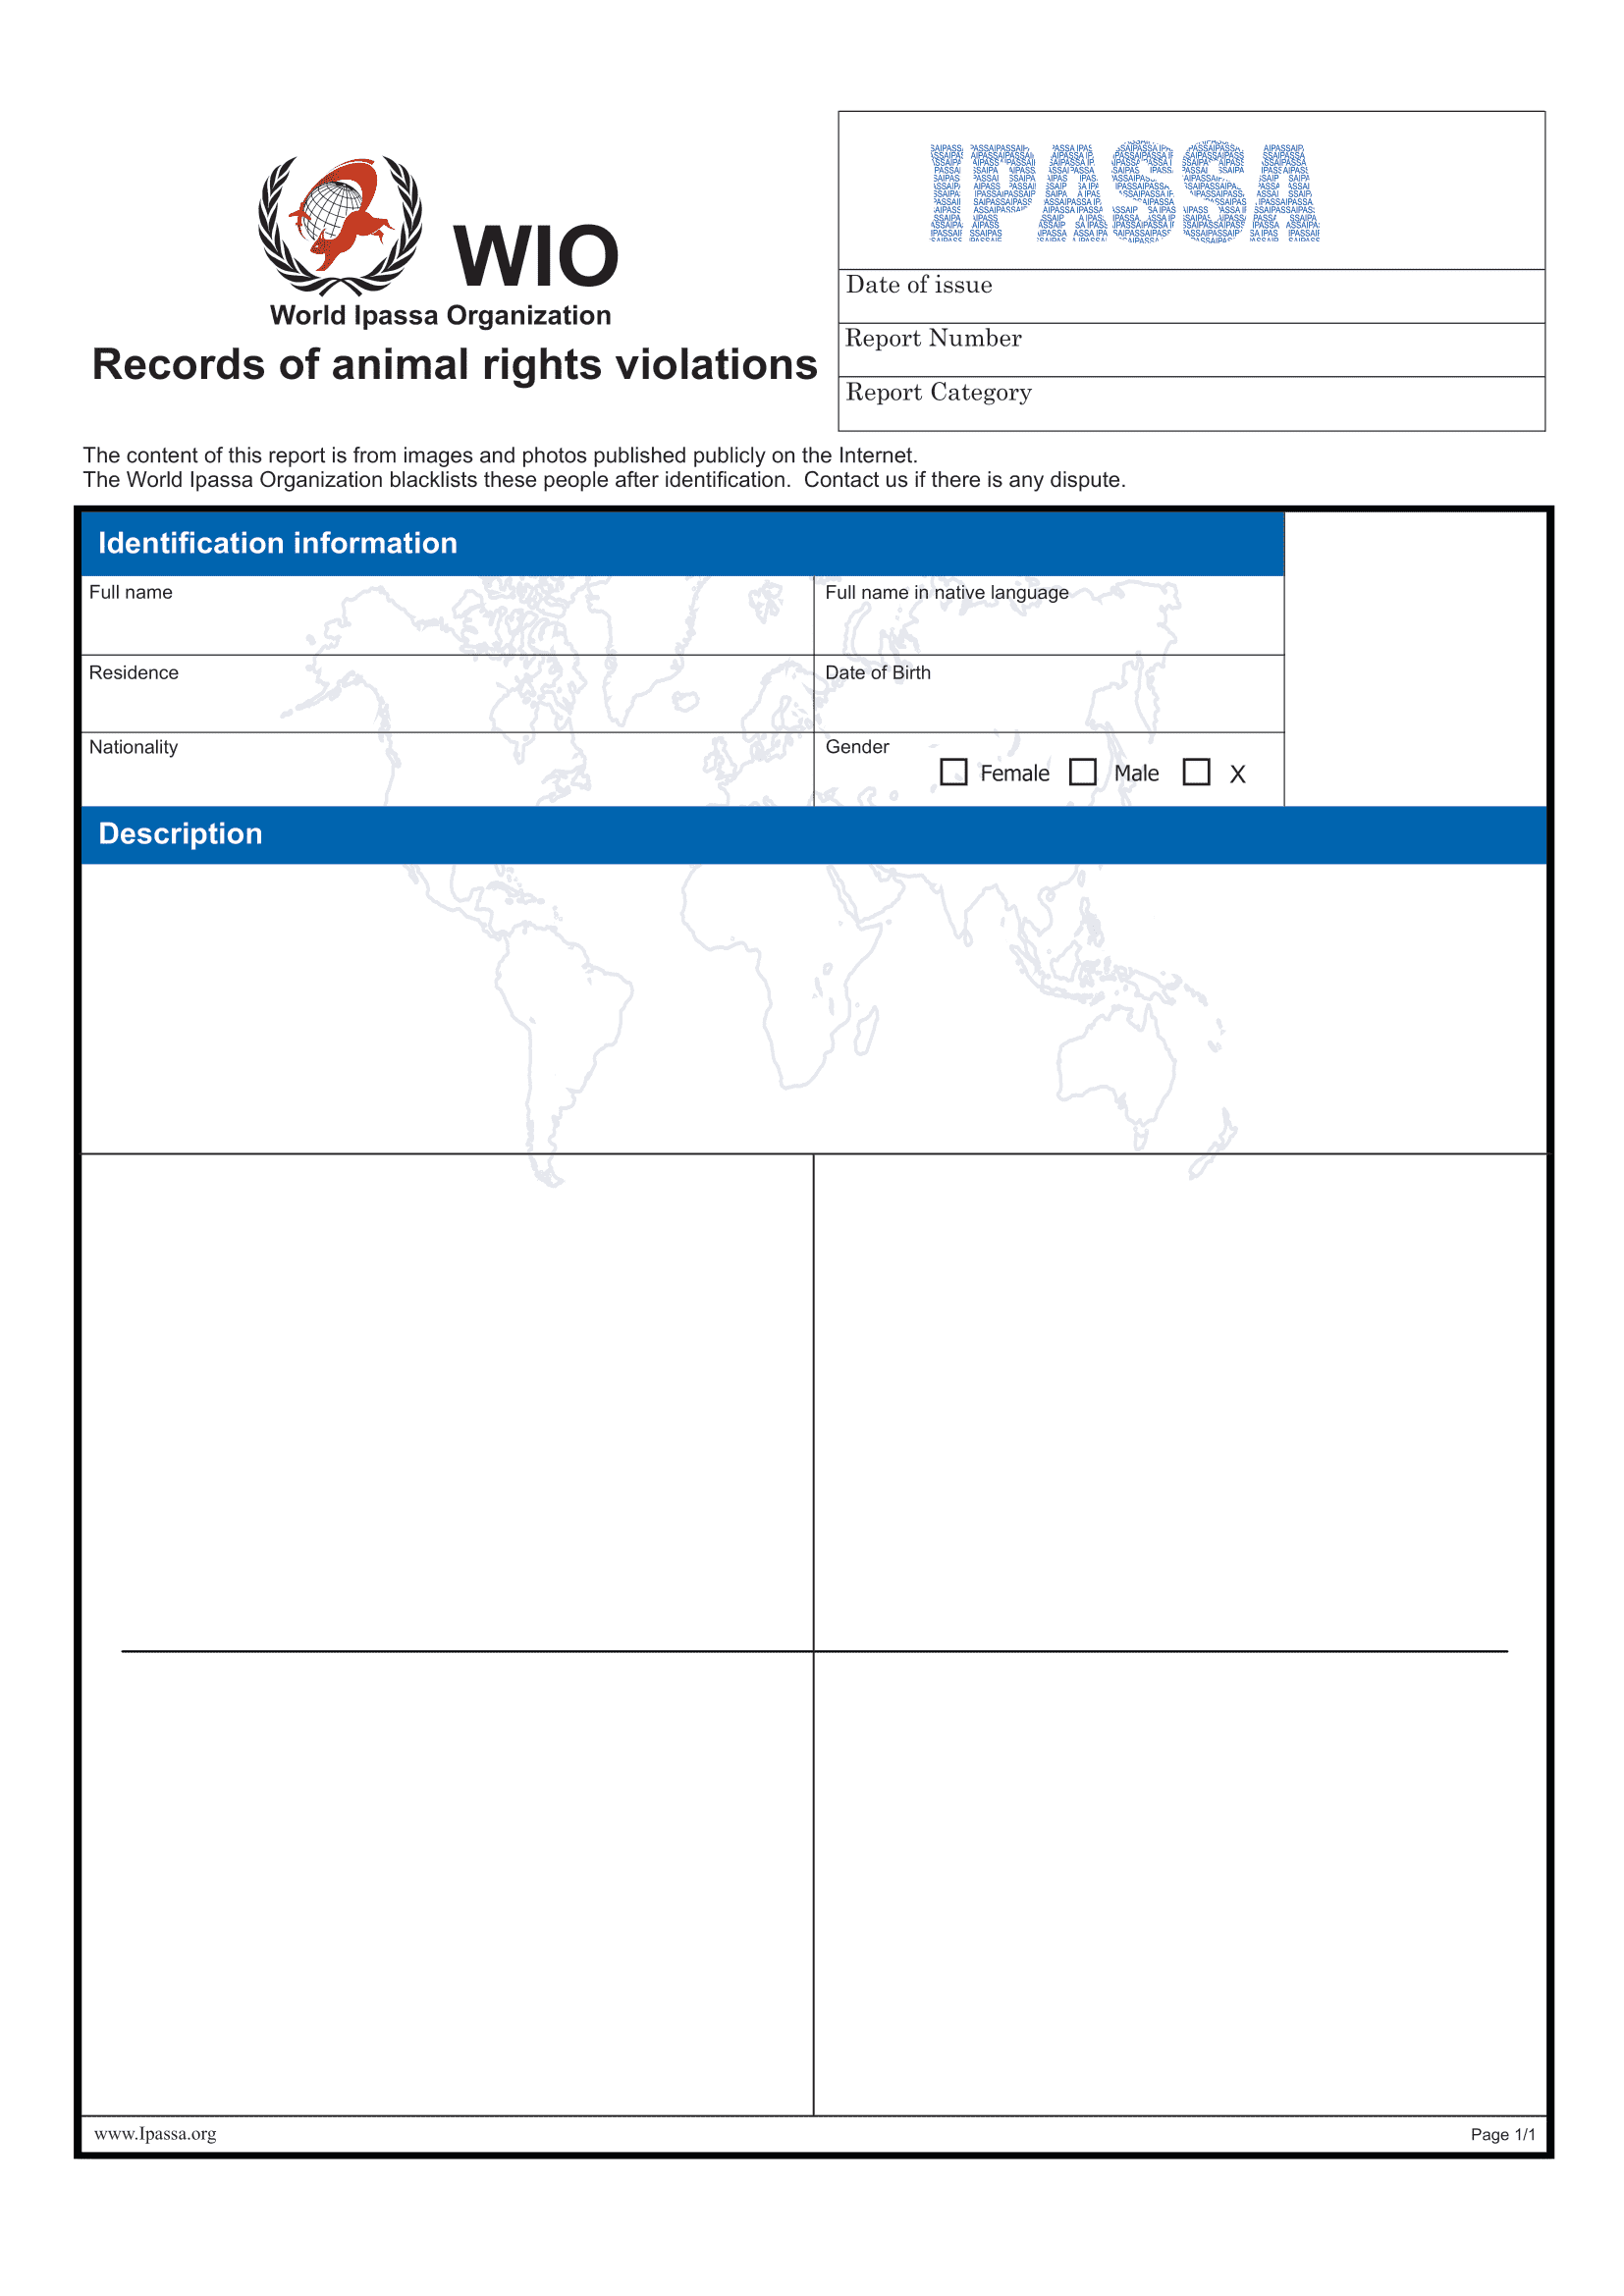 IPASSA
WIO
World Ipassa Organization
Records of animal rights violations
Date of issue
Report Number
Report Category
The content of this report is from images and photos published publicly on the Internet.
The World Ipassa Organization blacklists these people after identification.  Contact us if there is any dispute.
Identification information
Full name
Full name in native language
Residence
Date of Birth
Nationality
Gender
Female
Male
X
Description
www.Ipassa.org
Page 1/1